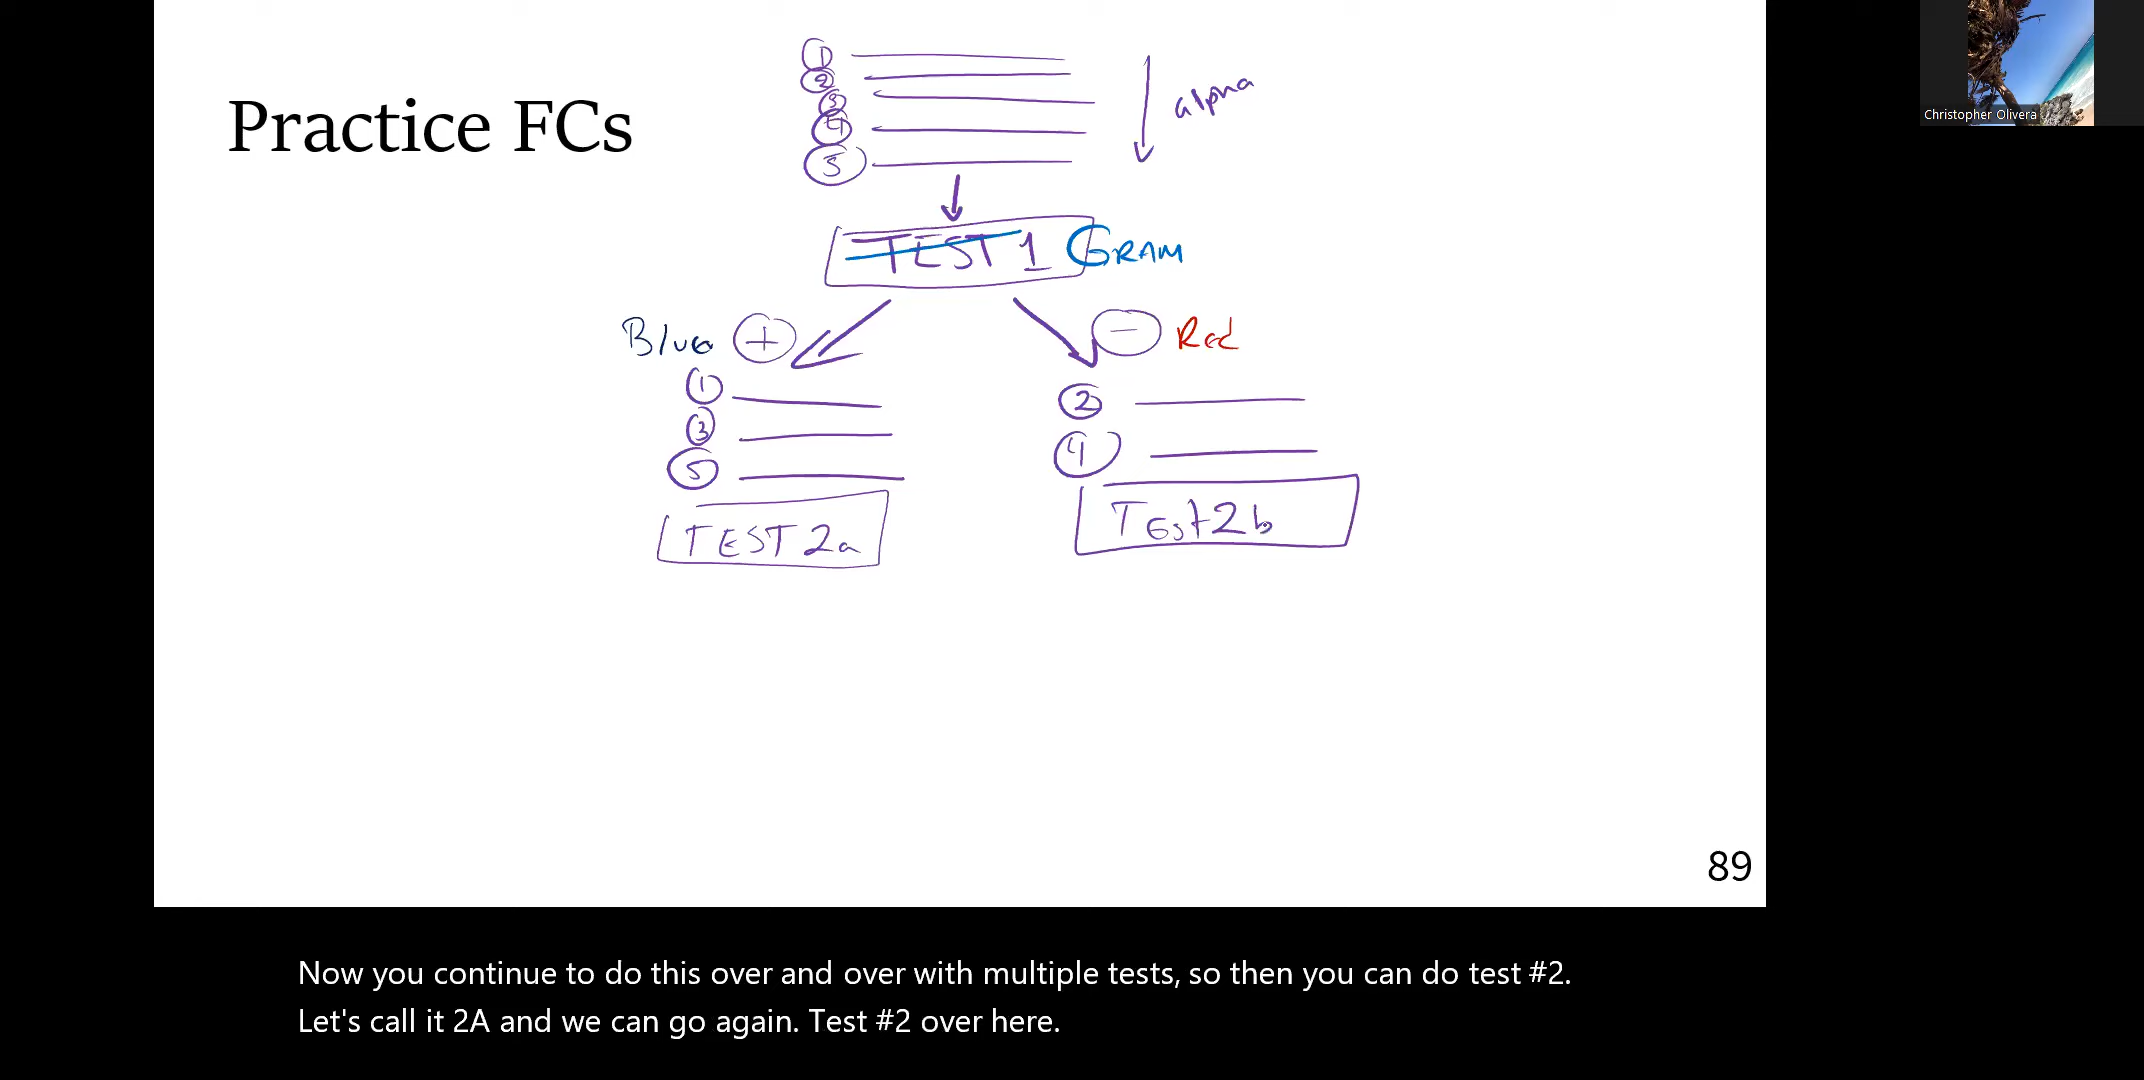 Practice FCs
1
2
3
4
5
alpha
TEST 1 GRAM
Blue + - Red
1
3
5
2
4
TEST 2a
TEst 2b
89
Christopher Olivera
Now you continue to do this over and over with multiple tests, so then you can do test #2.
Let's call it 2A and we can go again. Test #2 over here.